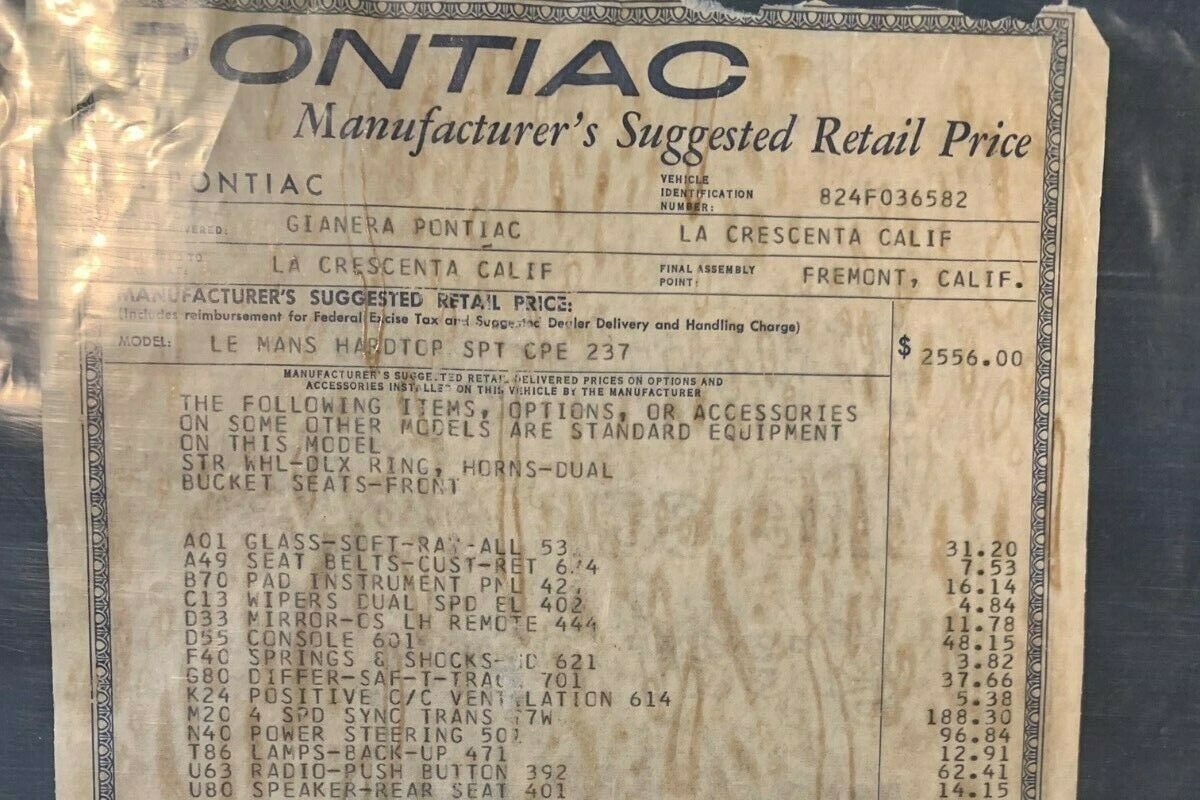 PONTIAC
Manufacturer's Suggested Retail Price
PONTIAC VEHICLE IDENTIFICATION NUMBER: 824F036582
GIANERA PONTIAC LA CRESCENTA CALIF
TO LA CRESCENTA CALIF FINAL ASSEMBLY POINT: FREMONT, CALIF.
MANUFACTURER'S SUGGESTED RETAIL PRICE:
(Includes reimbursement for Federal Excise Tax and Suggested Dealer Delivery and Handling Charge)
MODEL: LE MANS HARDTOP SPT CPE 237 $ 2556.00
MANUFACTURER'S SUGGESTED RETAIL DELIVERED PRICES ON OPTIONS AND
ACCESSORIES INSTALLED ON THIS VEHICLE BY THE MANUFACTURER
THE FOLLOWING ITEMS, OPTIONS, OR ACCESSORIES
ON SOME OTHER MODELS ARE STANDARD EQUIPMENT
ON THIS MODEL
STR WHL-DLX RING, HORNS-DUAL
BUCKET SEATS-FRONT
A01 GLASS-SOFT-RAY-ALL 31.20
A49 SEAT BELTS-CUST-RET 7.53
B70 PAD INSTRUMENT PNL 16.14
C13 WIPERS DUAL SPD EL 402 4.84
D33 MIRROR-OS LH REMOTE 444 11.78
D55 CONSOLE 601 48.15
F40 SPRINGS & SHOCKS-HD 621 3.82
G80 DIFFER-SAF-T-TRAC 701 37.66
K24 POSITIVE C/C VENTILATION 614 5.38
M20 4 SPD SYNC TRANS 188.30
N40 POWER STEERING 501 96.84
T86 LAMPS-BACK-UP 471 12.91
U63 RADIO-PUSH BUTTON 392 62.41
U80 SPEAKER-REAR SEAT 401 14.15